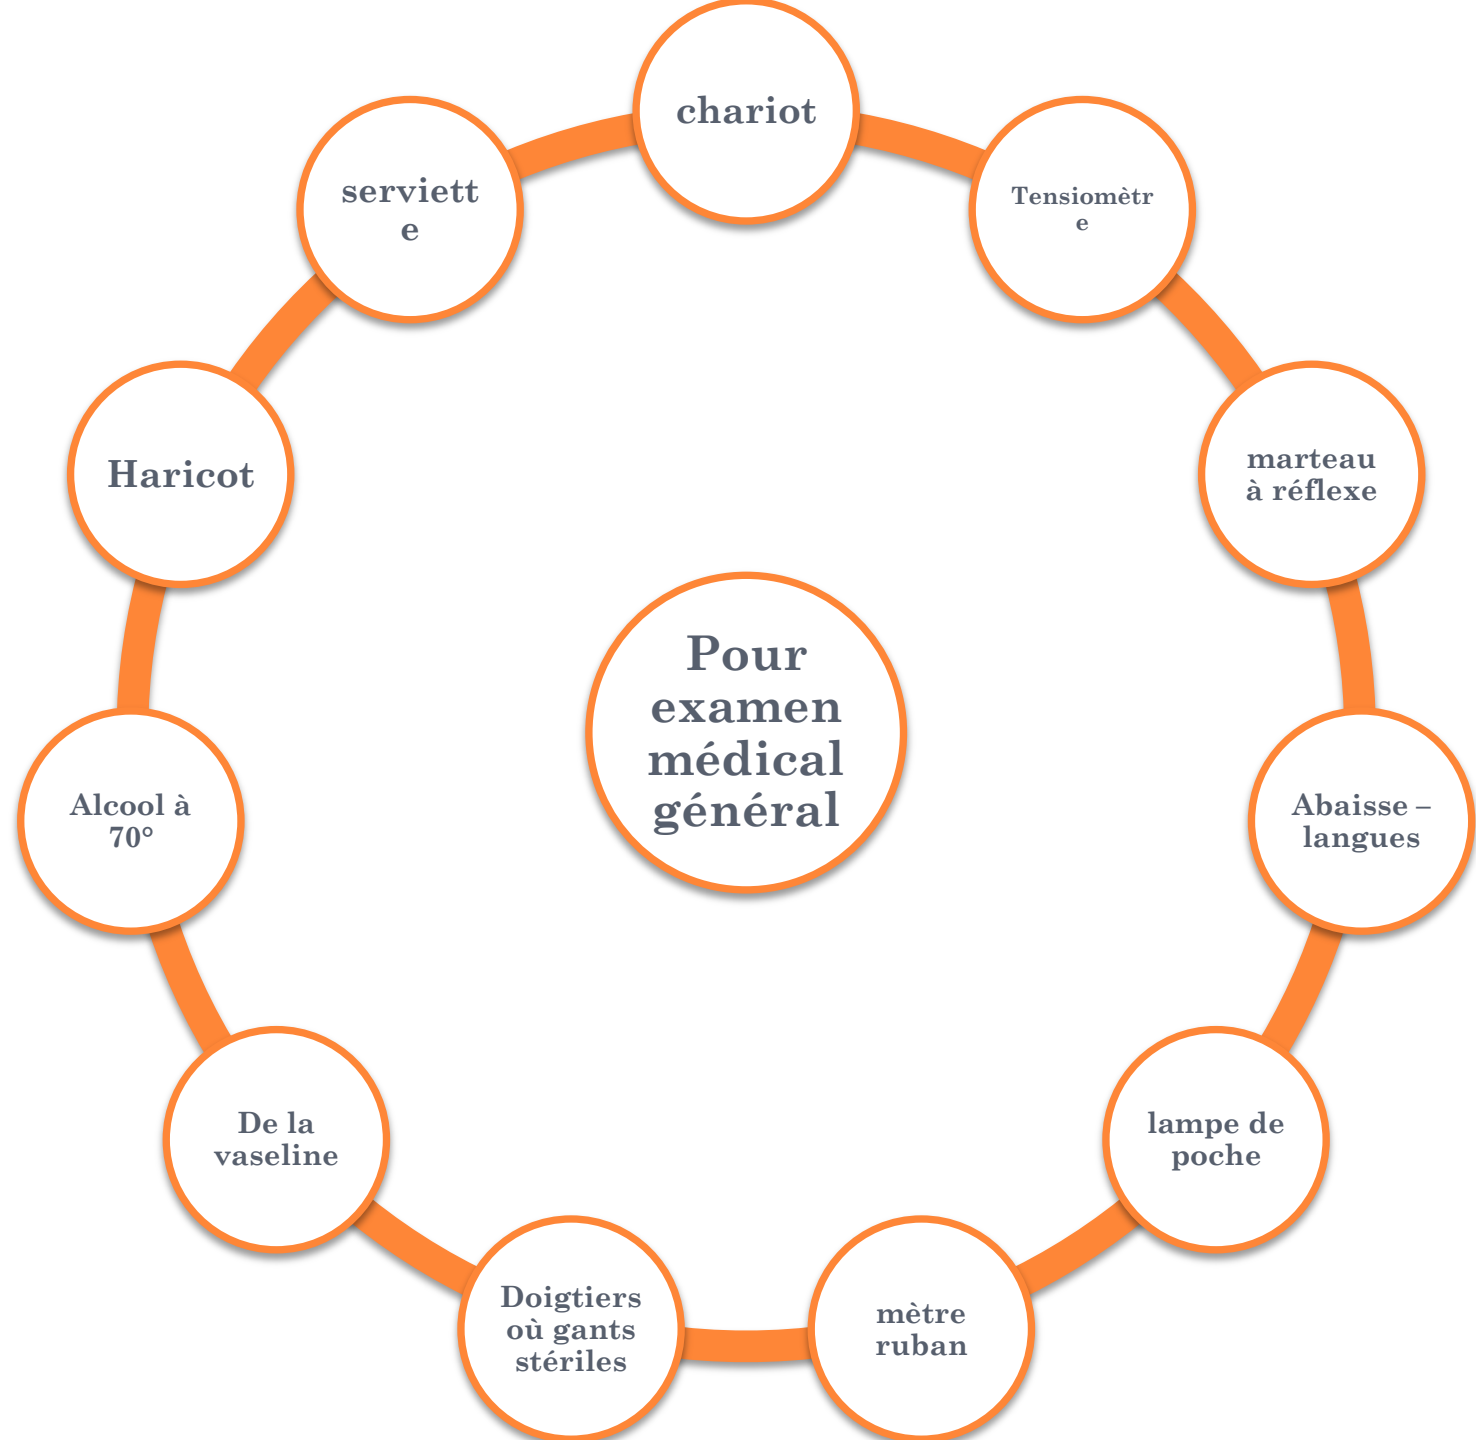 chariot
Tensiomètr
e
marteau
à réflexe
Abaisse –
langues
lampe de
poche
mètre
ruban
Doigtiers
où gants
stériles
De la
vaseline
Alcool à
70°
Haricot
serviett
e
Pour
examen
médical
général